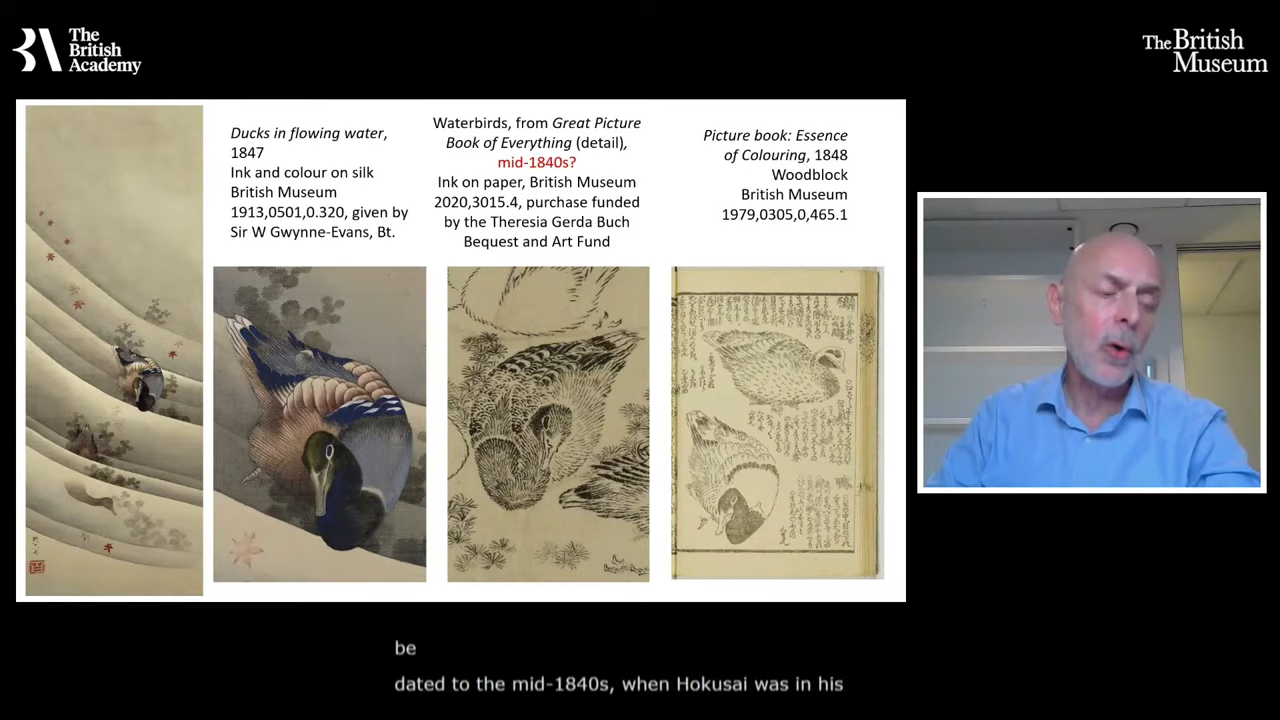 The
British
Academy
The British
Museum
Ducks in flowing water,
1847
Ink and colour on silk
British Museum
1913,0501,0.320, given by
Sir W Gwynne-Evans, Bt.
Waterbirds, from Great Picture
Book of Everything (detail),
mid-1840s?
Ink on paper, British Museum
2020,3015.4, purchase funded
by the Theresia Gerda Buch
Bequest and Art Fund
Picture book: Essence
of Colouring, 1848
Woodblock
British Museum
1979,0305,0,465.1
be
dated to the mid-1840s, when Hokusai was in his